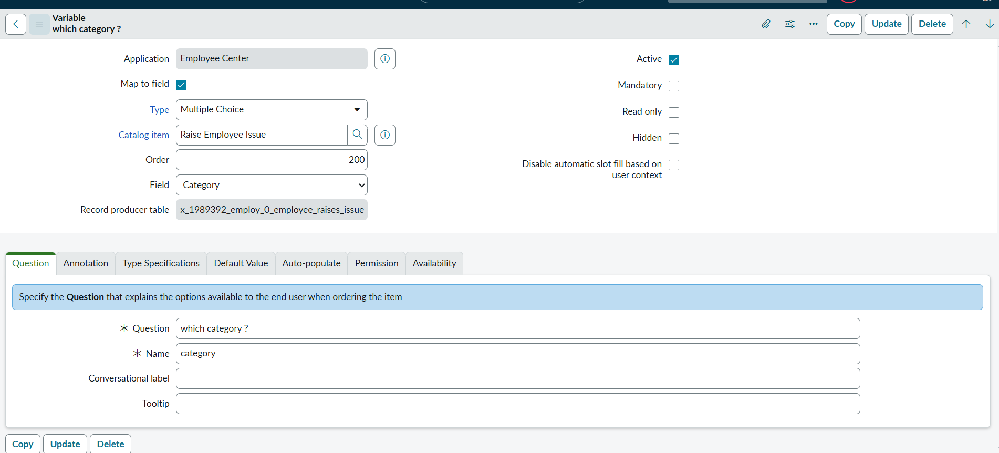 Variable
which category ?
Copy
Update
Delete
Application
Employee Center
Map to field
Type
Multiple Choice
Catalog item
Raise Employee Issue
Order
200
Field
Category
Record producer table
x_1989392_employ_0_employee_raises_issue
Active
Mandatory
Read only
Hidden
Disable automatic slot fill based on
user context
Question
Annotation
Type Specifications
Default Value
Auto-populate
Permission
Availability
Specify the Question that explains the options available to the end user when ordering the item
Question
which category ?
Name
category
Conversational label
Tooltip
Copy
Update
Delete